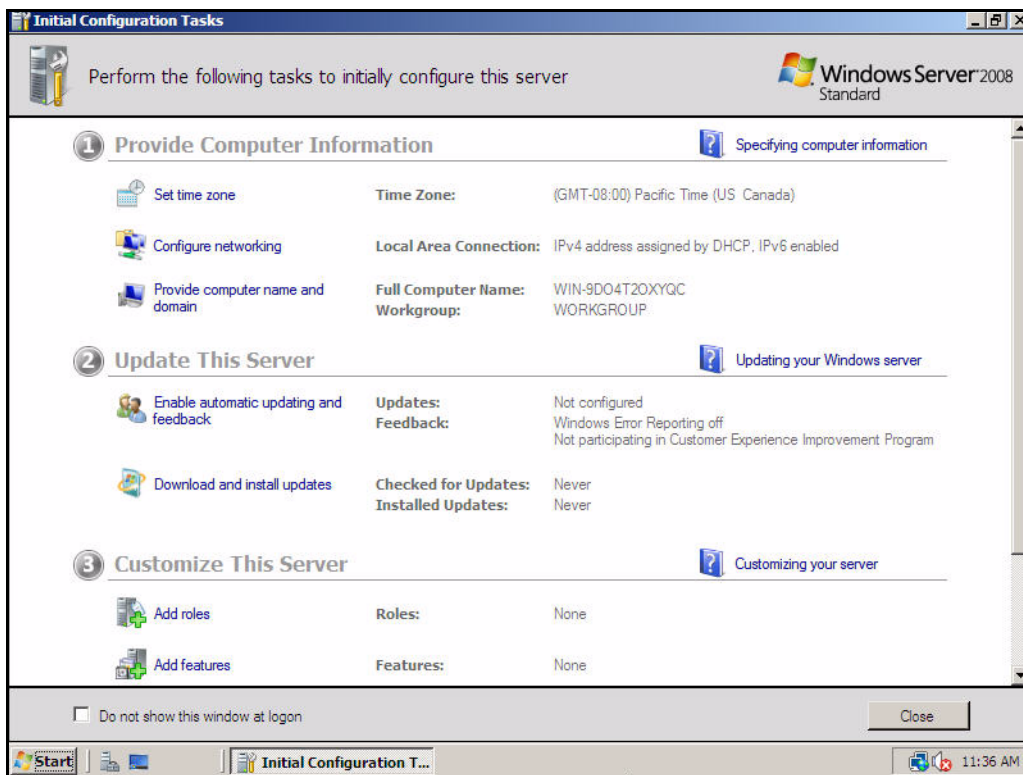 Initial Configuration Tasks
Perform the following tasks to initially configure this server
Windows Server 2008
Standard
1 Provide Computer Information
Specifying computer information
Set time zone
Time Zone:
(GMT-08:00) Pacific Time (US Canada)
Configure networking
Local Area Connection:
IPv4 address assigned by DHCP, IPv6 enabled
Provide computer name and
domain
Full Computer Name:
WIN-9DO4T2OXYQC
Workgroup:
WORKGROUP
2 Update This Server
Updating your Windows server
Enable automatic updating and
feedback
Updates:
Not configured
Feedback:
Windows Error Reporting off
Not participating in Customer Experience Improvement Program
Download and install updates
Checked for Updates:
Never
Installed Updates:
Never
3 Customize This Server
Customizing your server
Add roles
Roles:
None
Add features
Features:
None
Do not show this window at logon
Close
Start
Initial Configuration T...
11:36 AM